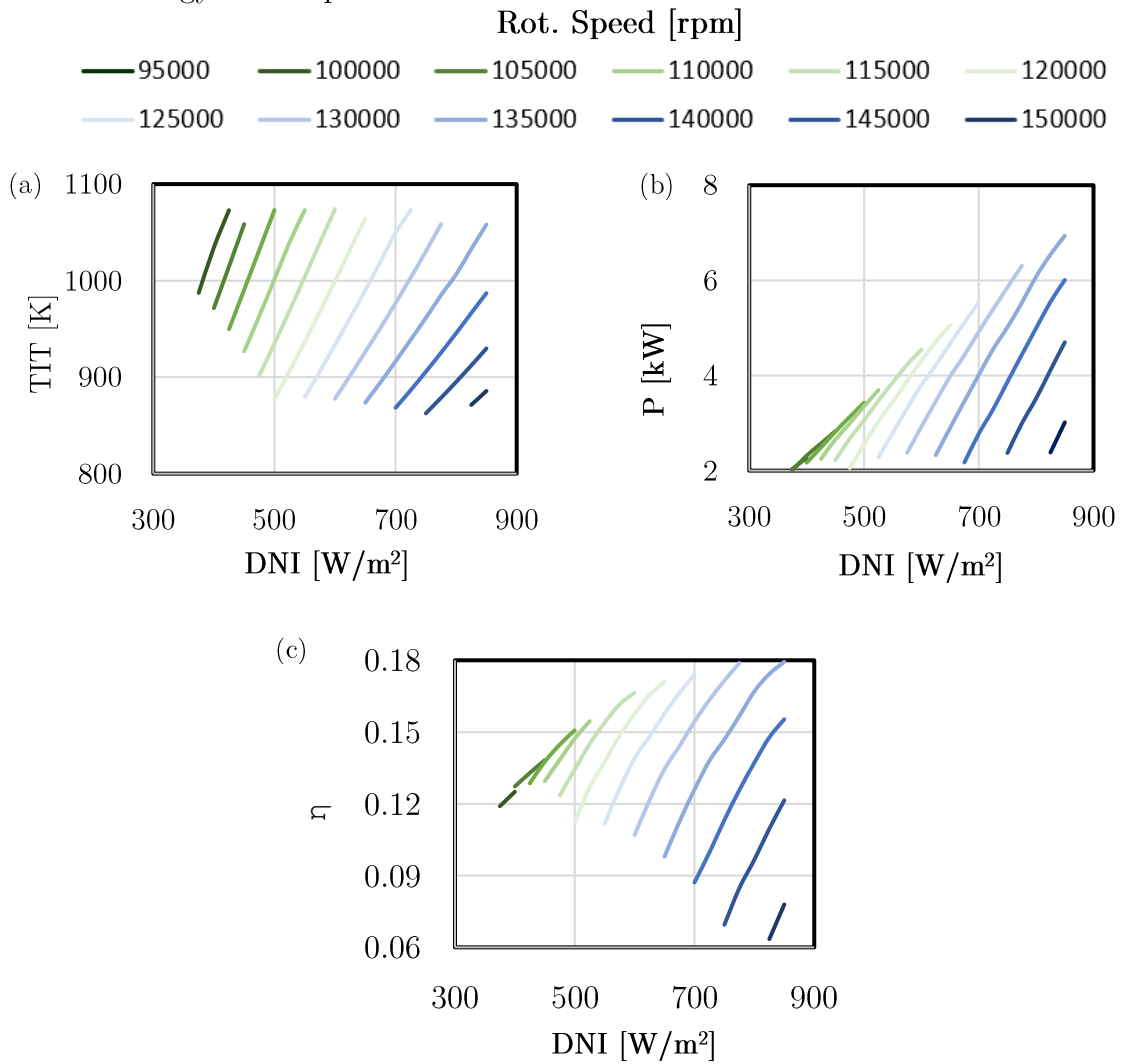 Rot. Speed [rpm]
95000 100000 105000 110000 115000 120000
125000 130000 135000 140000 145000 150000
(a)
1100
1000
900
800
TIT [K]
300 500 700 900
DNI [W/m²]
(b)
8
6
4
2
P [kW]
300 500 700 900
DNI [W/m²]
(c)
0.18
0.15
0.12
0.09
0.06
η
300 500 700 900
DNI [W/m²]